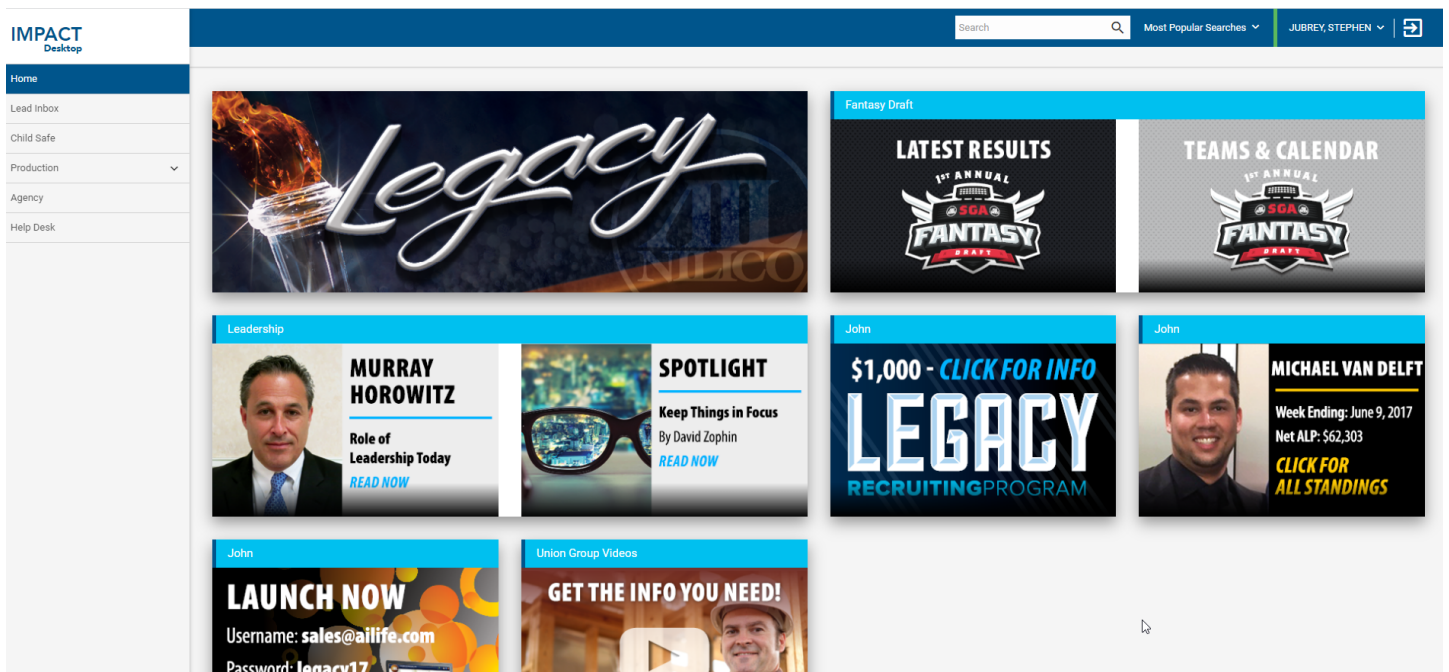 IMPACT
Desktop
Search
Most Popular Searches
JUBREY, STEPHEN
Home
Lead Inbox
Child Safe
Production
Agency
Help Desk
Legacy
NILICO
Fantasy Draft
LATEST RESULTS
1ST ANNUAL
SGA
FANTASY
DRAFT
TEAMS & CALENDAR
1ST ANNUAL
SGA
FANTASY
DRAFT
Leadership
MURRAY
HOROWITZ
Role of
Leadership Today
READ NOW
SPOTLIGHT
Keep Things in Focus
By David Zophin
READ NOW
John
$1,000 - CLICK FOR INFO
LEGACY
RECRUITINGPROGRAM
John
MICHAEL VAN DELFT
Week Ending: June 9, 2017
Net ALP: $62,303
CLICK FOR
ALL STANDINGS
John
LAUNCH NOW
Username: sales@ailife.com
Password: legacy17
Union Group Videos
GET THE INFO YOU NEED!